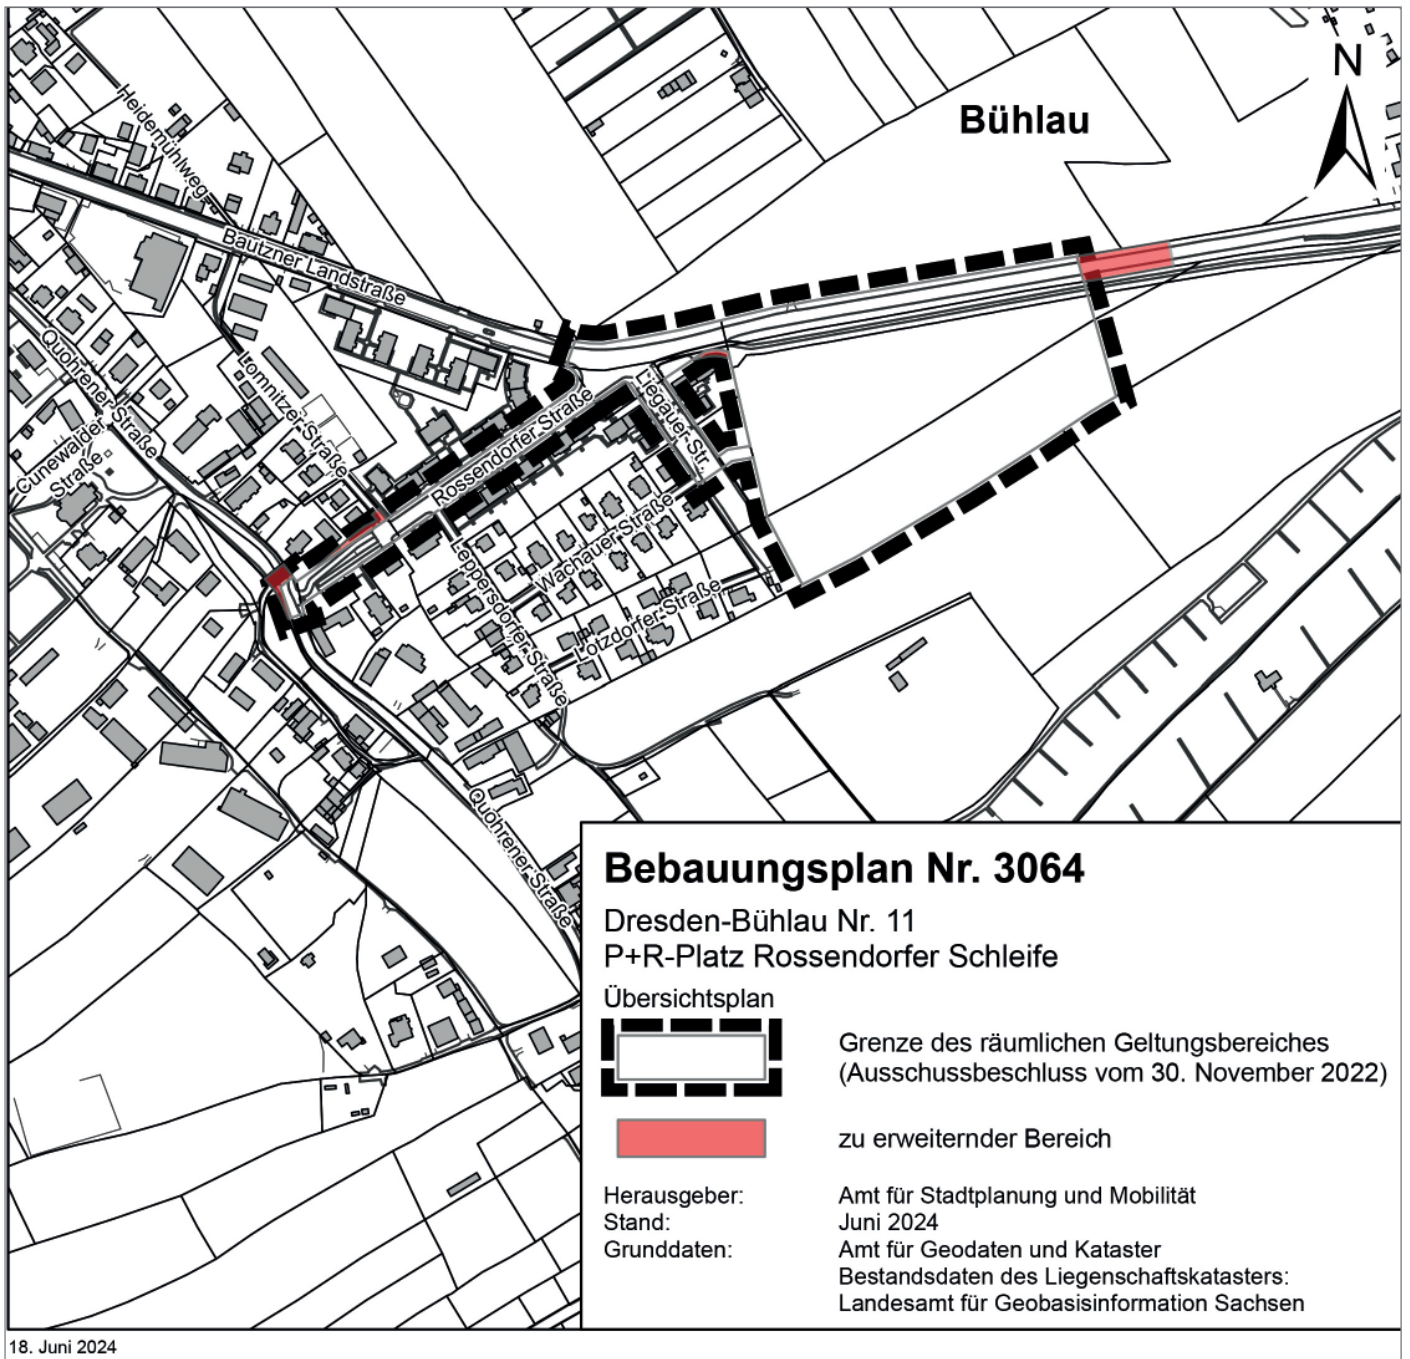 N
Bühlau
Heidemühlweg
Bautzner Landstraße
Quohrener Straße
Lomnitzer Straße
Cunewalder
Straße
Rossendorfer Straße
Liegauer Str.
Wachauer Straße
eppersdorfer Straße
Lotzdorfer Straße
Quohrener Straße
Bebauungsplan Nr. 3064
Dresden-Bühlau Nr. 11
P+R-Platz Rossendorfer Schleife
Übersichtsplan
Grenze des räumlichen Geltungsbereiches
(Ausschussbeschluss vom 30. November 2022)
zu erweiternder Bereich
Herausgeber: Amt für Stadtplanung und Mobilität
Stand: Juni 2024
Grunddaten: Amt für Geodaten und Kataster
Bestandsdaten des Liegenschaftskatasters:
Landesamt für Geobasisinformation Sachsen
18. Juni 2024